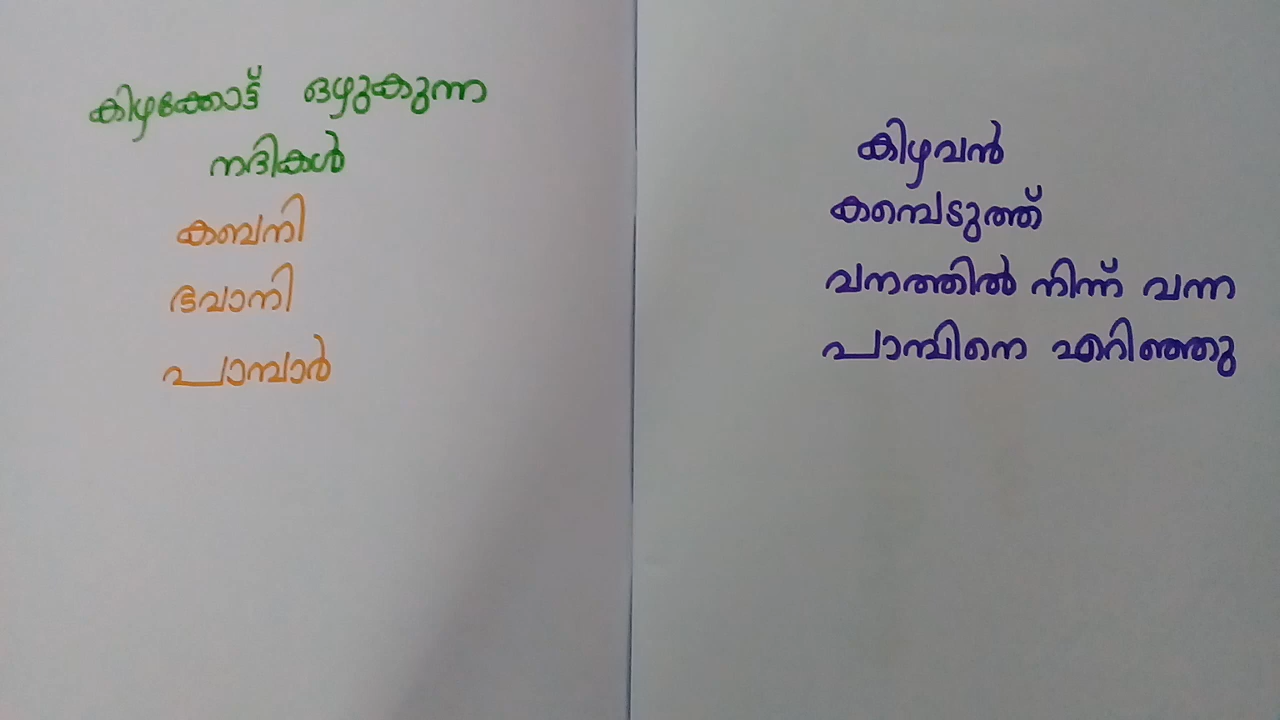 കിഴക്കോട്ട് ഒഴുകുന്ന
നദികൾ
കബനി
ഭവാനി
പാമ്പാർ
കിഴവൻ
കമ്പെടുത്ത്
വനത്തിൽ നിന്ന് വന്ന
പാമ്പിനെ എറിഞ്ഞു